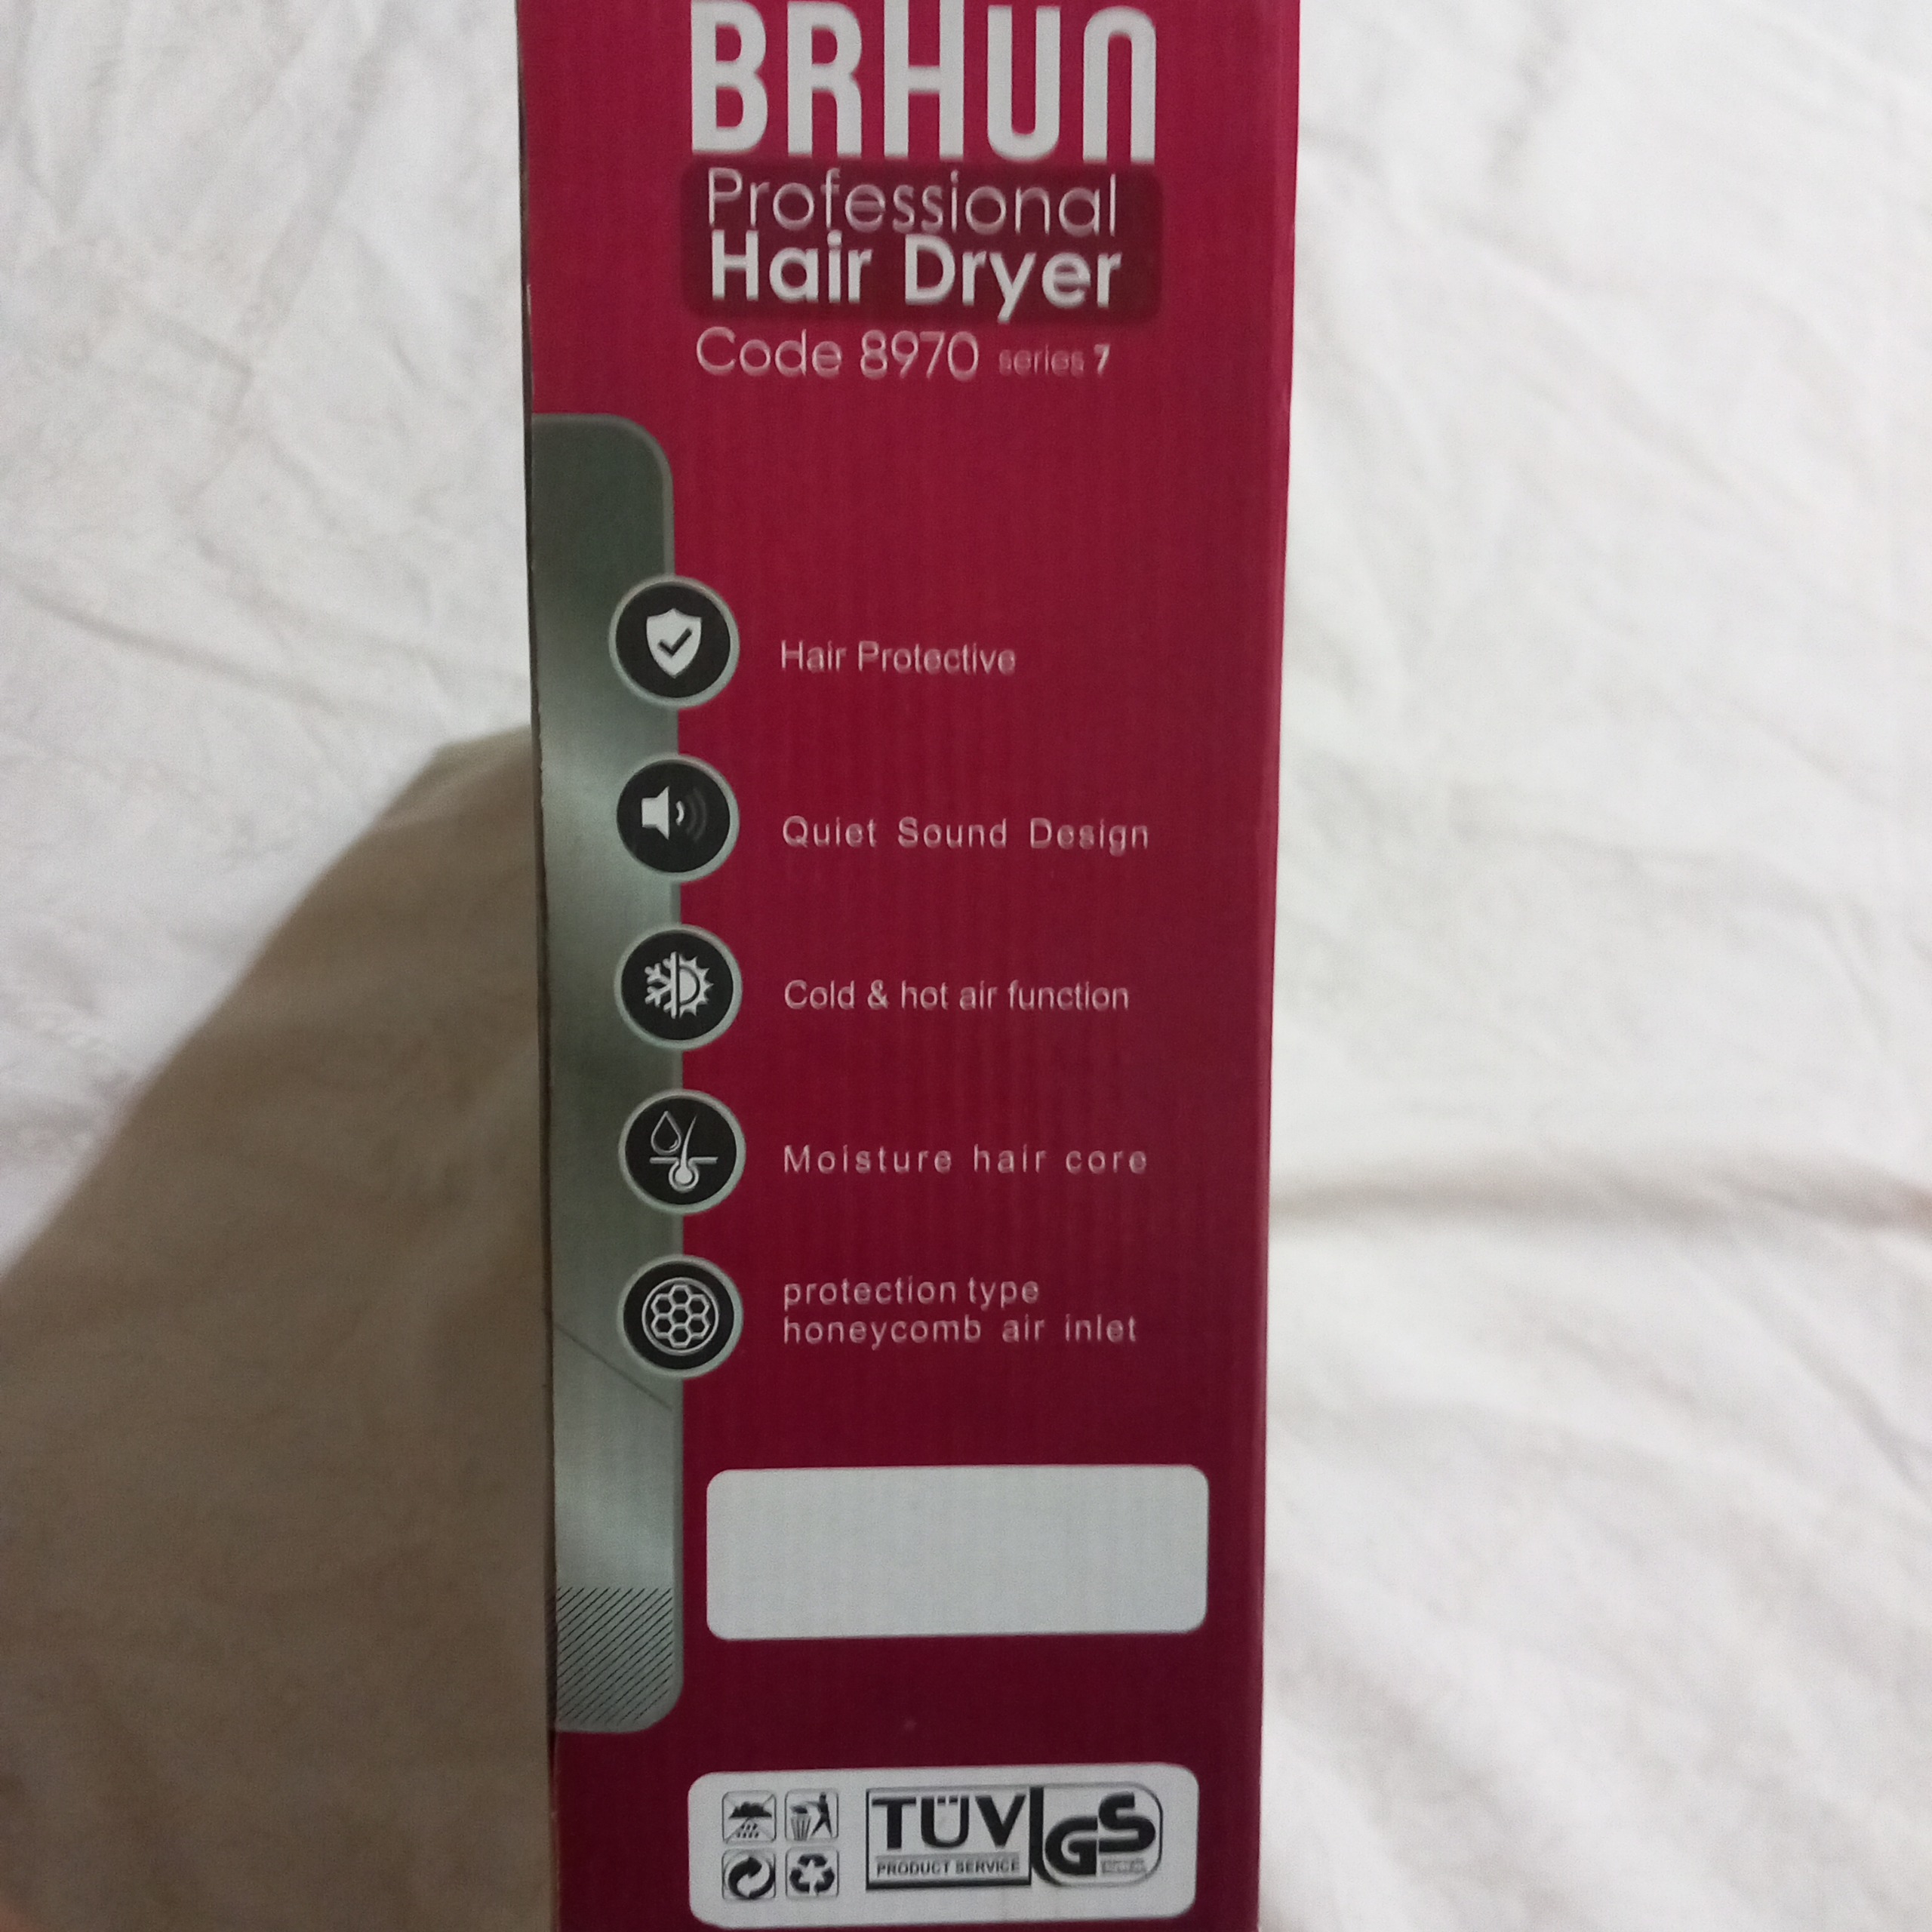 BRHUN
Professional
Hair Dryer
Code 8970 series 7
Hair Protective
Quiet Sound Design
Cold & hot air function
Moisture hair core
protection type
honeycomb air inlet
TÜV GS
PRODUCT SERVICE